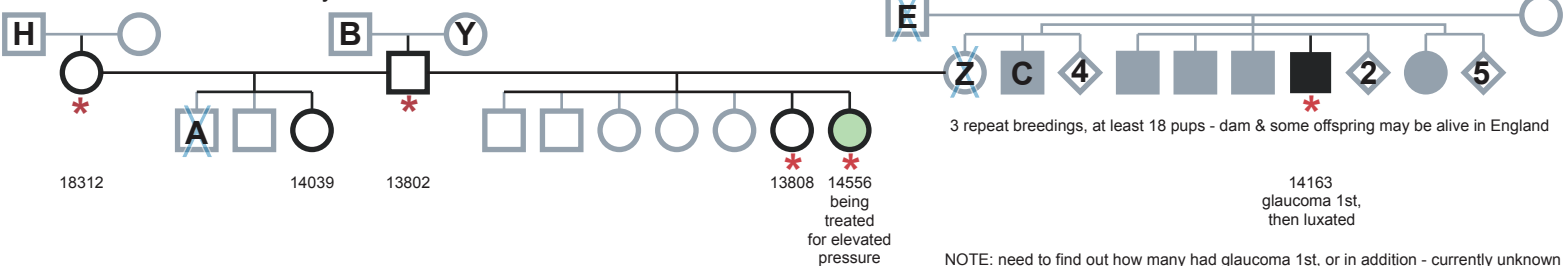 H
B
Y
E
Z
C
4
2
5
*
*
A
*
3 repeat breedings, at least 18 pups - dam & some offspring may be alive in England
*
*
18312
14039
13802
13808
14556
14163
being
treated
for elevated
pressure
glaucoma 1st,
then luxated
NOTE: need to find out how many had glaucoma 1st, or in addition - currently unknown